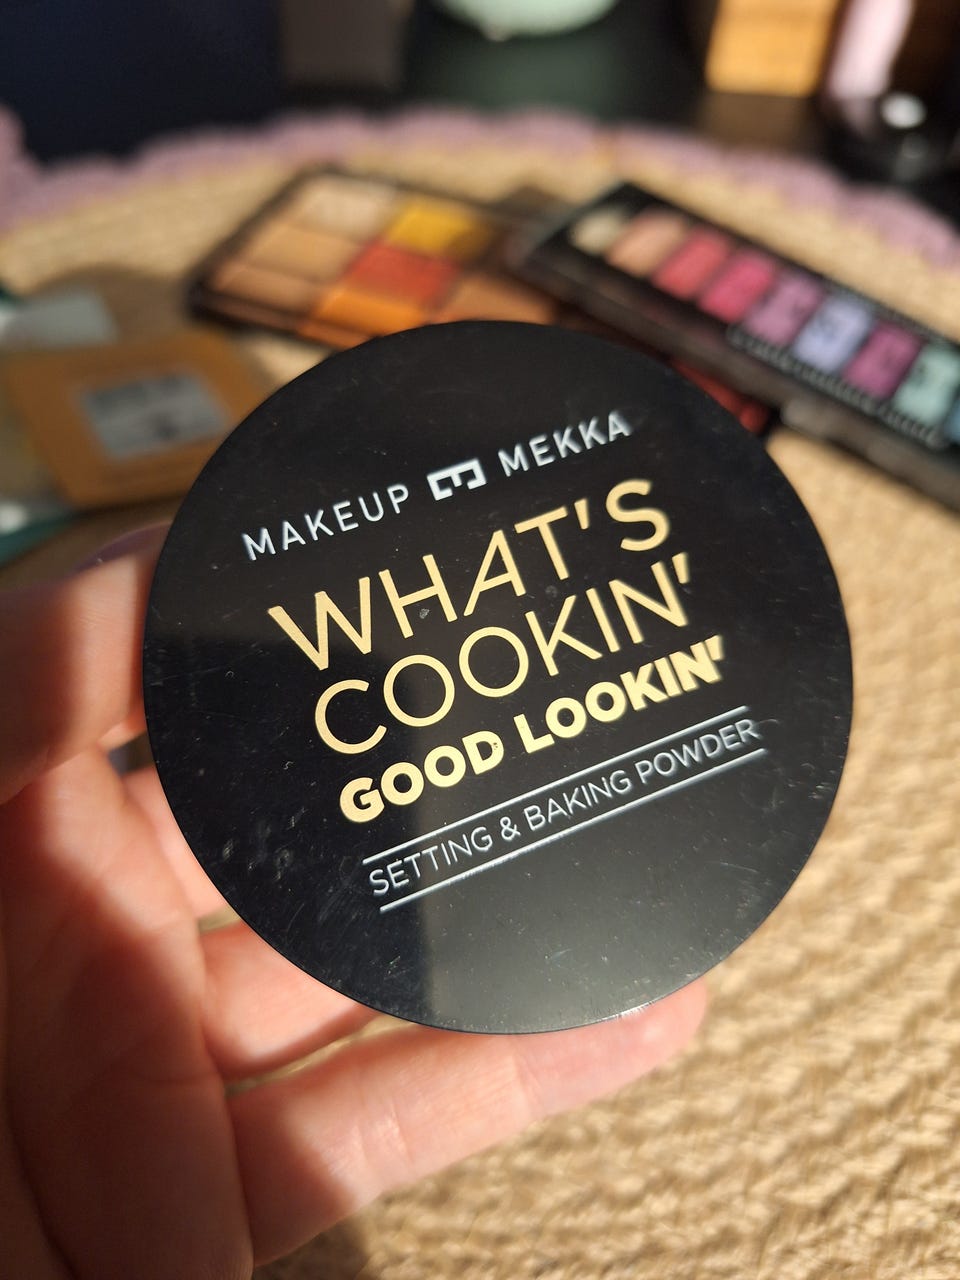 MAKEUP MEKKA
WHAT'S
COOKIN'
GOOD LOOKIN'
SETTING & BAKING POWDER